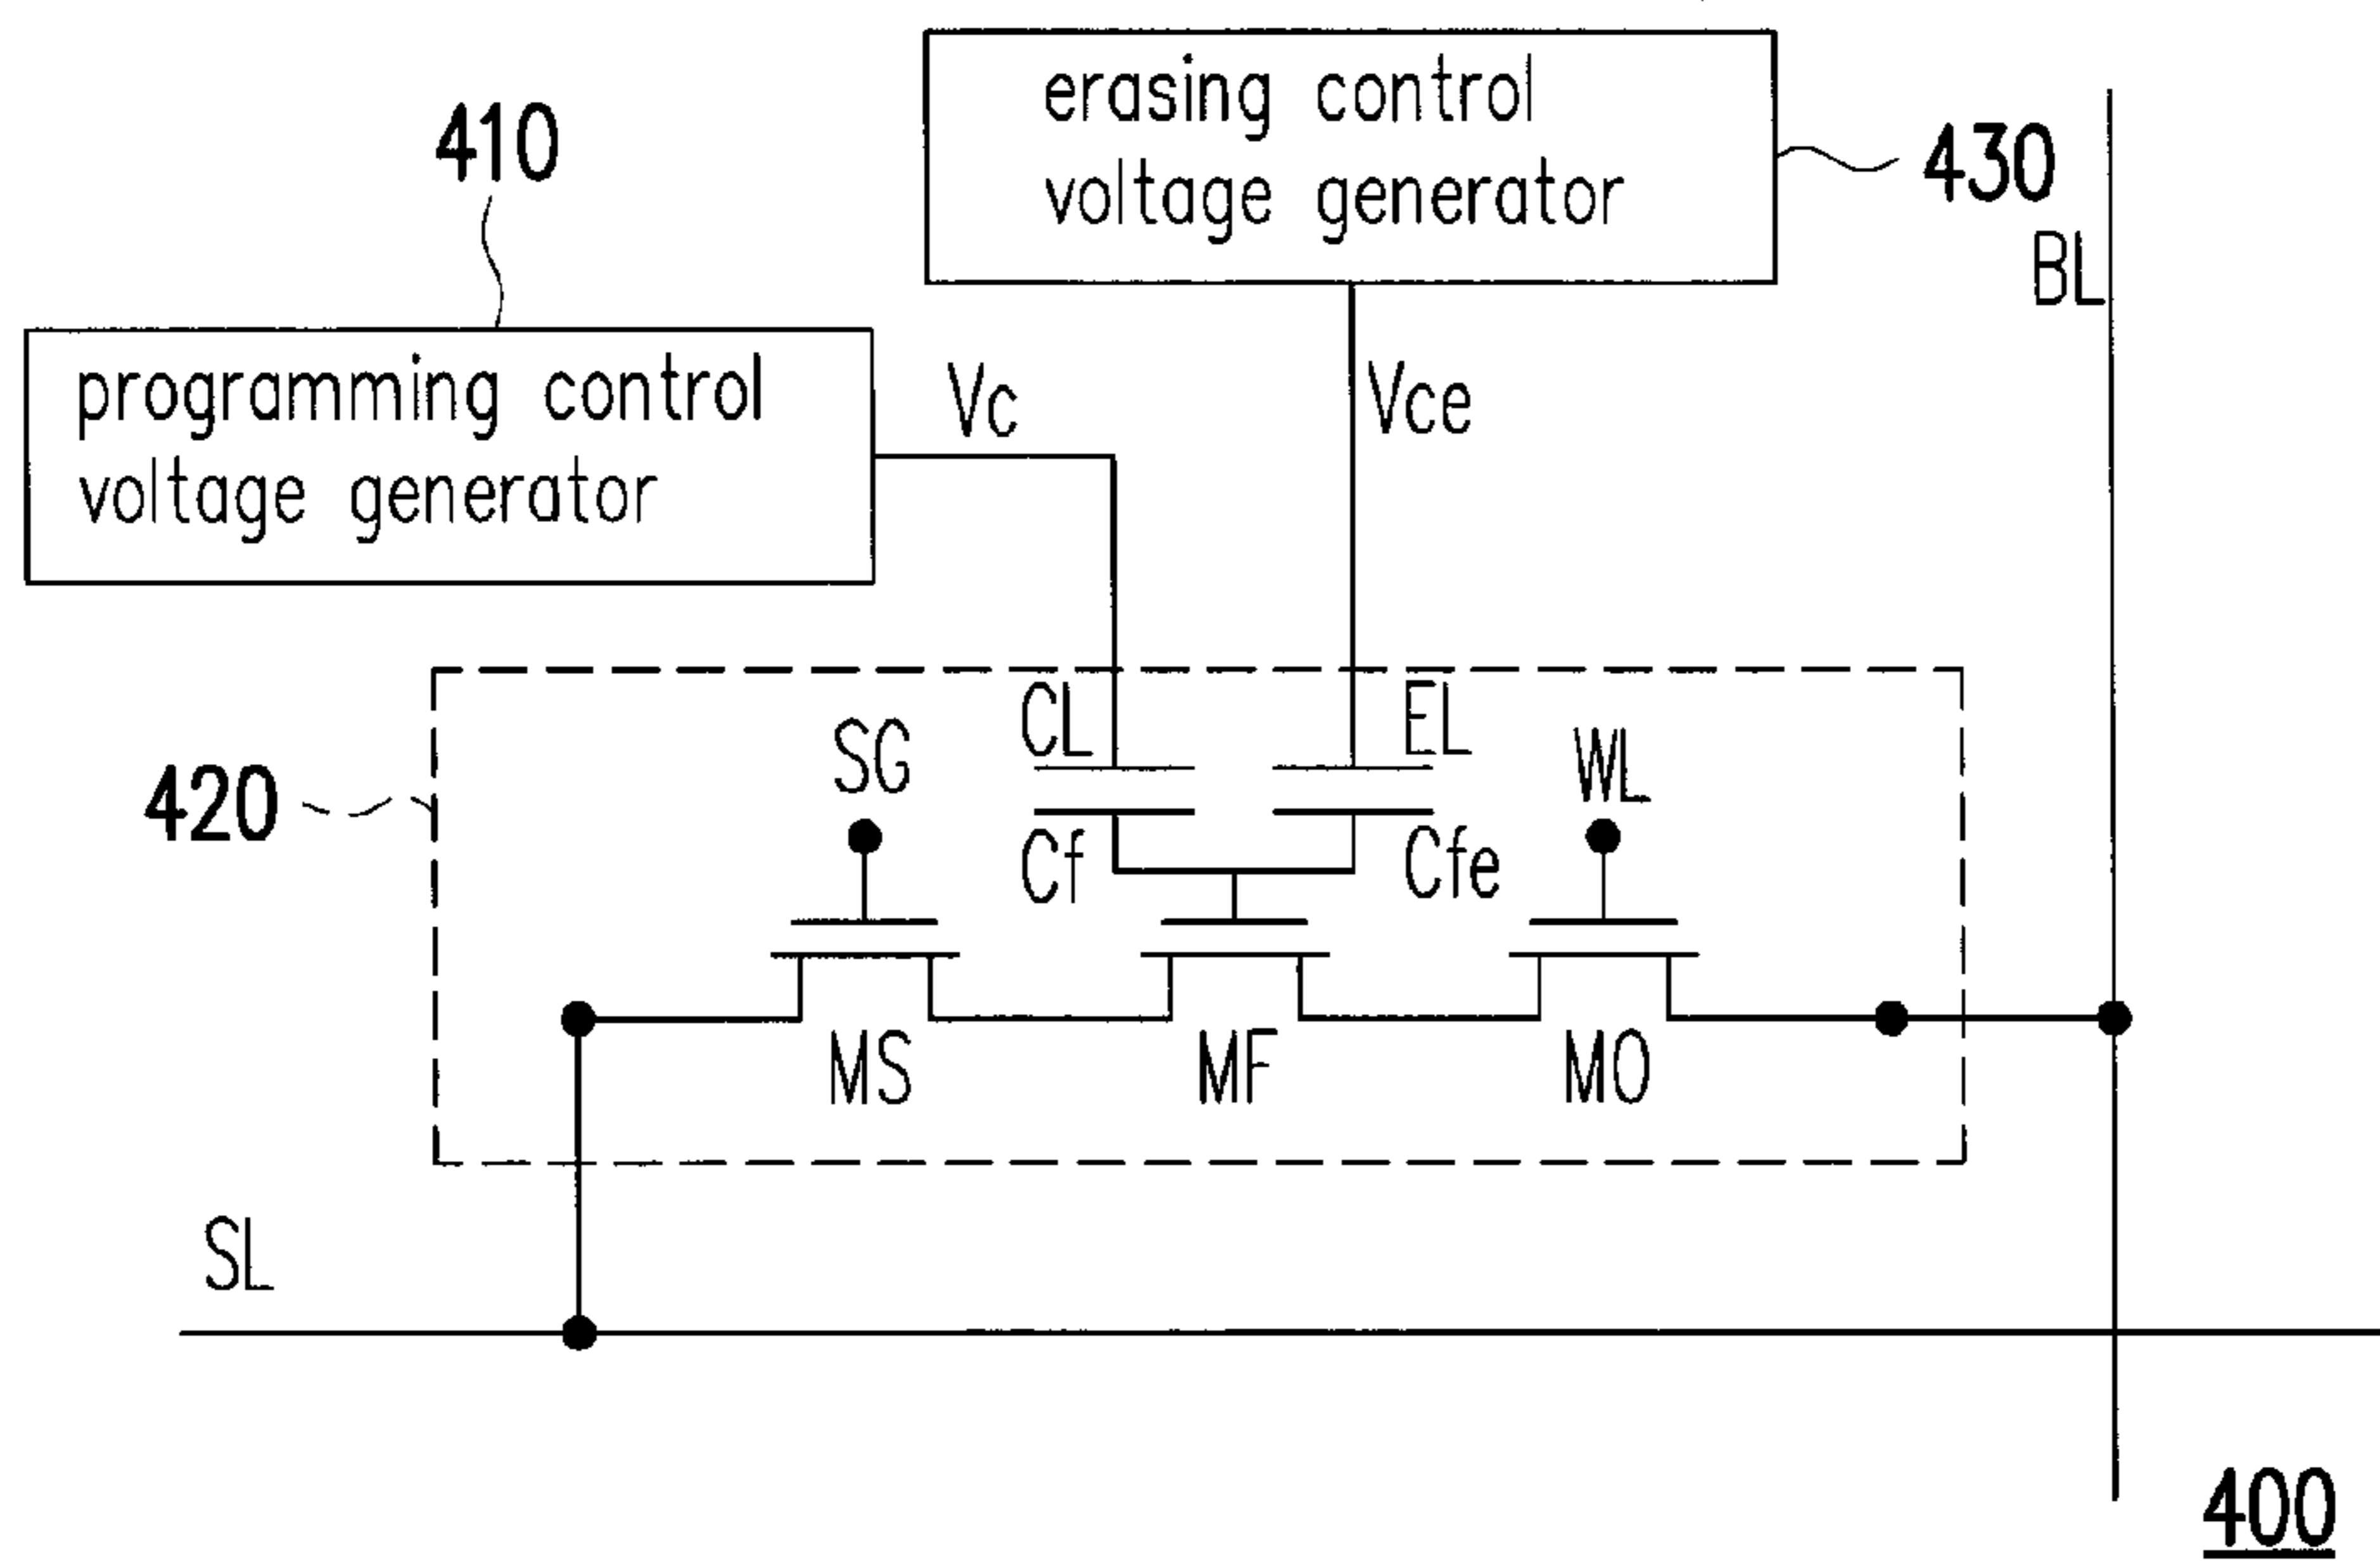 erasing control
voltage generator
430
410
BL
programming control
voltage generator
Vc
Vce
CL
EL
SG
WL
420
Cf
Cfe
MS
MF
MO
SL
400